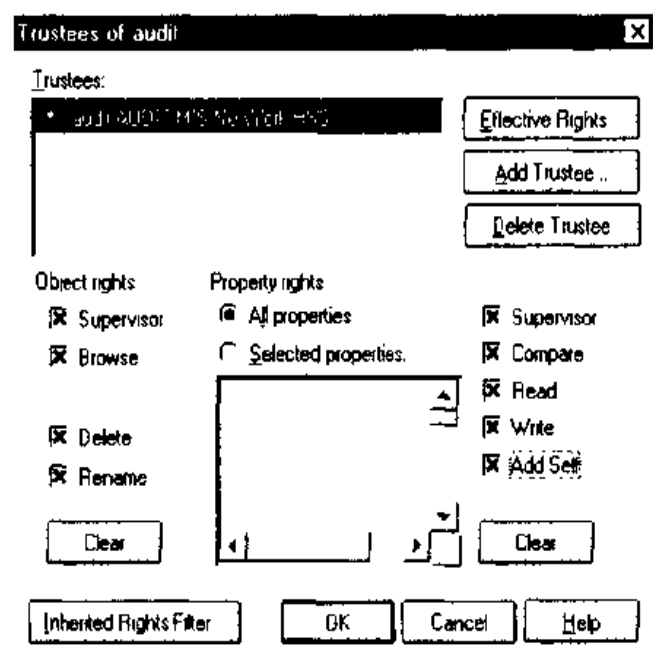 Trustees of audit
Trustees:
Effective Rights
Add Trustee ..
Delete Trustee
Object rights
Property rights
Supervisor
All properties
Supervisor
Browse
Selected properties.
Compare
Read
Delete
Write
Rename
Add Self
Clear
Clear
Inherited Rights Filter
OK
Cancel
Help